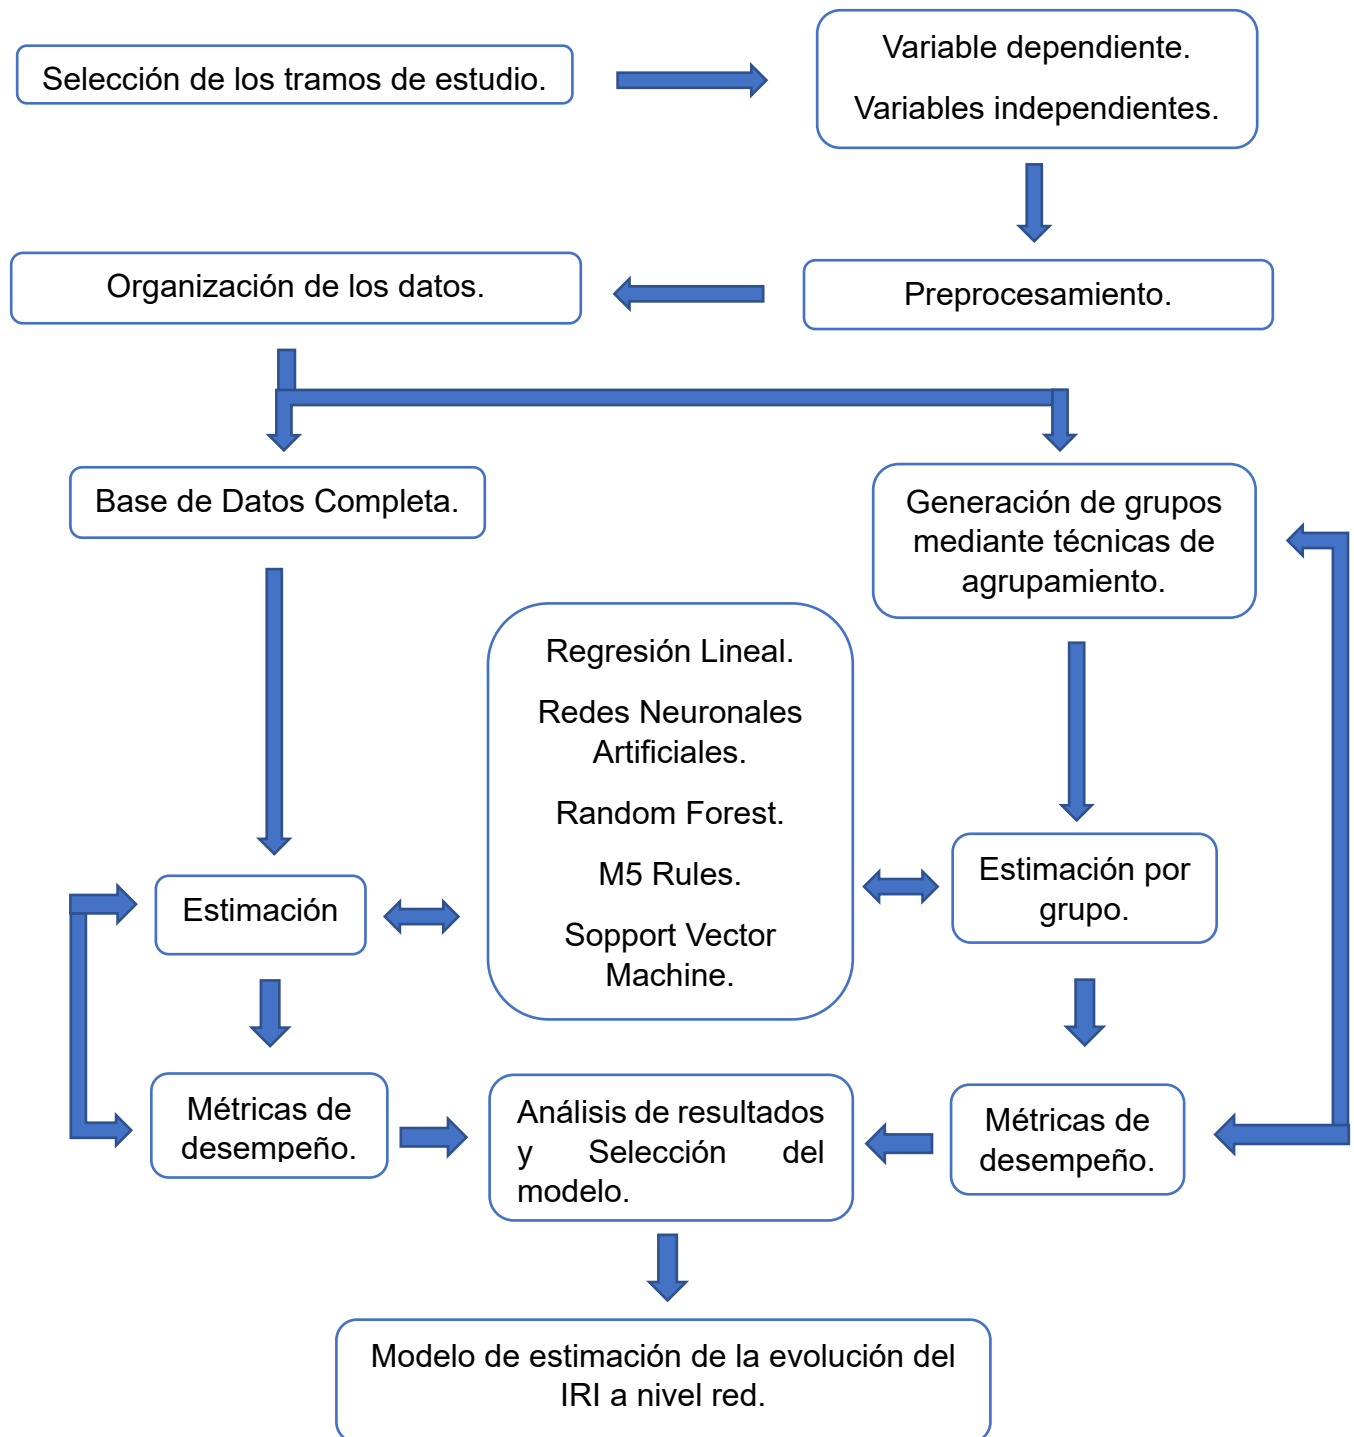 Selección de los tramos de estudio.
Variable dependiente.
Variables independientes.
Organización de los datos.
Preprocesamiento.
Base de Datos Completa.
Generación de grupos
mediante técnicas de
agrupamiento.
Regresión Lineal.
Redes Neuronales
Artificiales.
Random Forest.
M5 Rules.
Sopport Vector
Machine.
Estimación
Estimación por
grupo.
Métricas de
desempeño.
Análisis de resultados
y Selección del
modelo.
Métricas de
desempeño.
Modelo de estimación de la evolución del
IRI a nivel red.